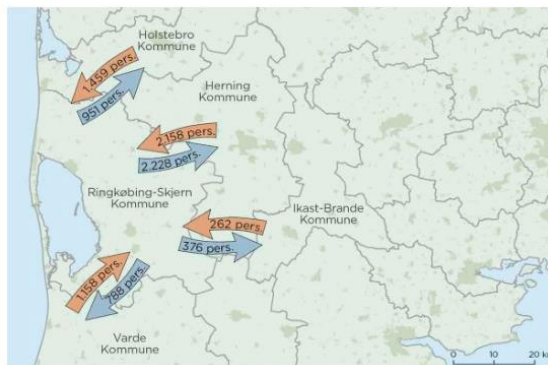 Holstebro
Kommune
1.459 pers.
951 pers.
Herning
Kommune
2.158 pers.
2.228 pers.
Ringkøbing-Skjern
Kommune
262 pers.
376 pers.
Ikast-Brande
Kommune
1.158 pers.
788 pers.
Varde
Kommune
0 10 20 km